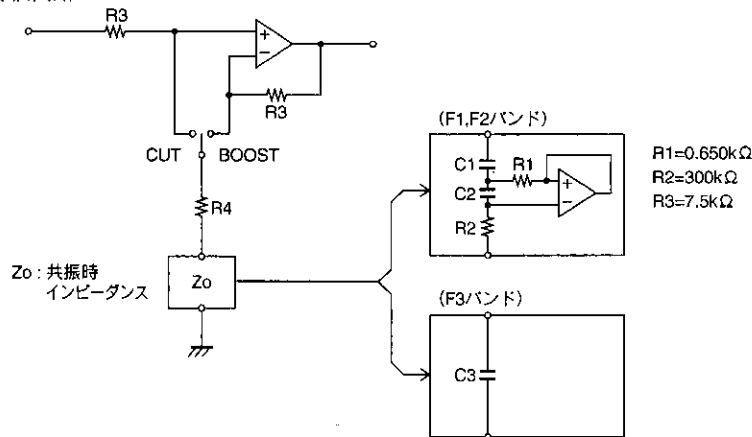 R3
+
−
R3
CUT
BOOST
R4
Zo : 共振時
インピーダンス
Zo
(F1,F2バンド)
C1
R1
C2
+
−
R2
R1=0.650kΩ
R2=300kΩ
R3=7.5kΩ
(F3バンド)
C3